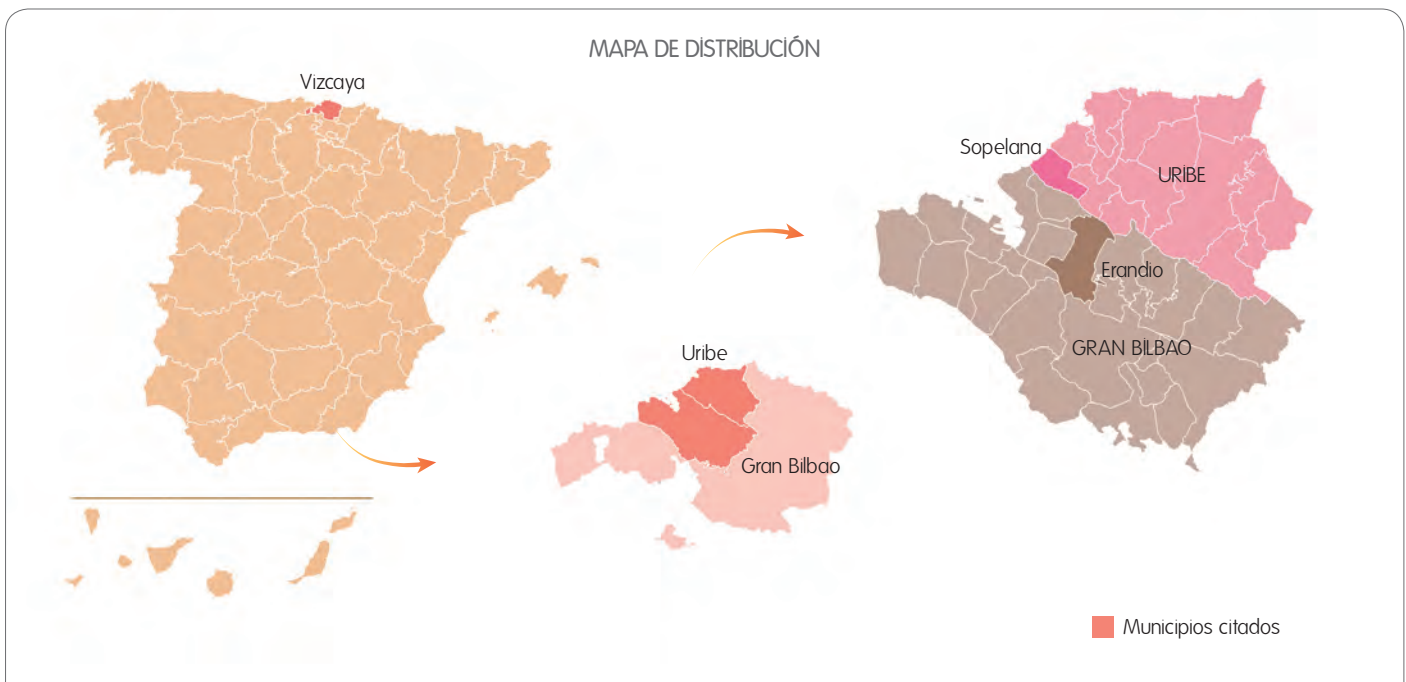 MAPA DE DISTRIBUCIÓN
Vizcaya
Sopelana
URIBE
Erandio
GRAN BILBAO
Uribe
Gran Bilbao
Municipios citados